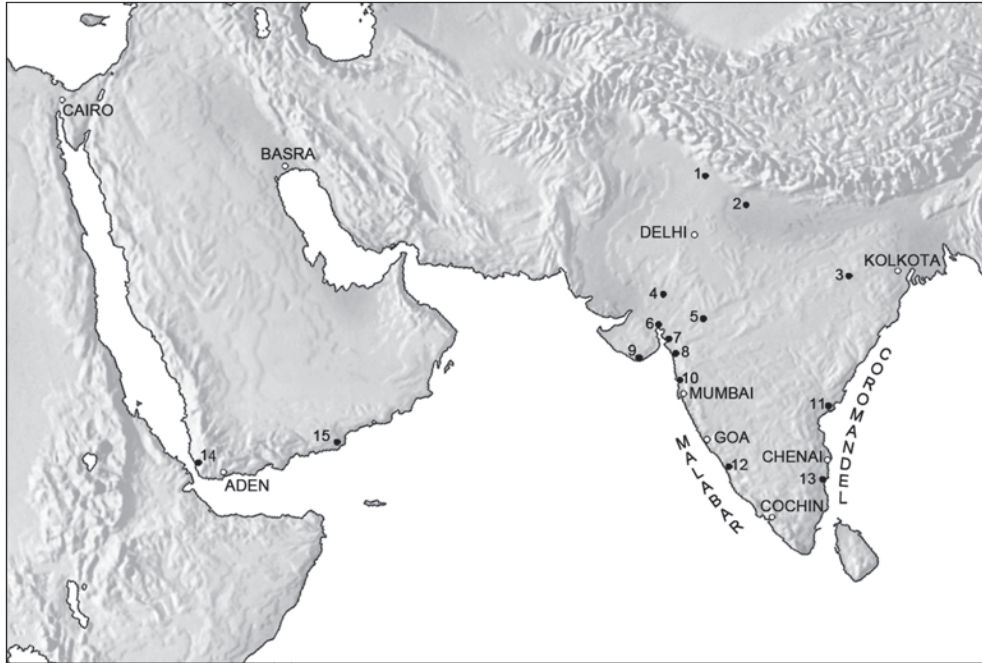 CAIRO
BASRA
1
2
DELHI
3
KOLKOTA
4
5
6
7
8
9
10
MUMBAI
11
GOA
12
CHENAI
13
COCHIN
MALABAR
COROMANDEL
14
15
ADEN